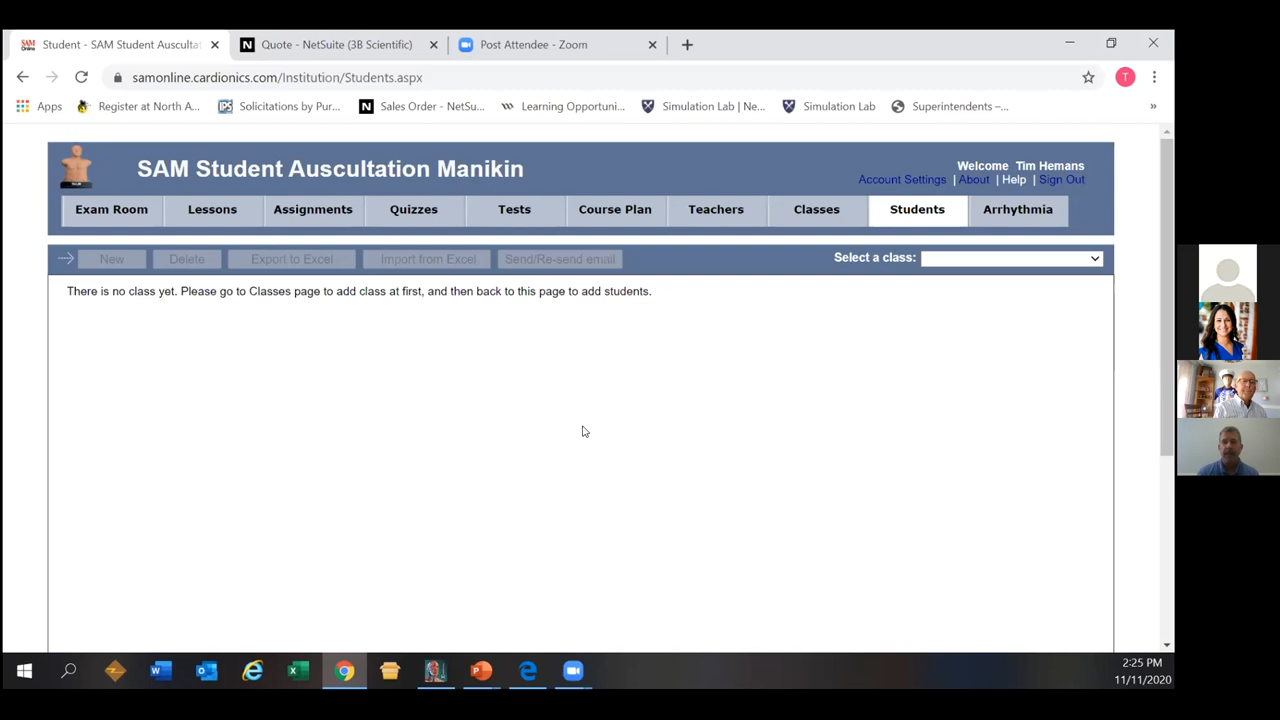 Student - SAM Student Ausculta
Quote - NetSuite (3B Scientific)
Post Attendee - Zoom
samonline.cardionics.com/Institution/Students.aspx
T
Apps
Register at North A...
Solicitations by Pur...
Sales Order - NetSu...
Learning Opportuni...
Simulation Lab | Ne...
Simulation Lab
Superintendents –...
»
SAM Student Auscultation Manikin
Welcome Tim Hemans
Account Settings | About | Help | Sign Out
Exam Room
Lessons
Assignments
Quizzes
Tests
Course Plan
Teachers
Classes
Students
Arrhythmia
New
Delete
Export to Excel
Import from Excel
Send/Re-send email
Select a class:
There is no class yet. Please go to Classes page to add class at first, and then back to this page to add students.
2:25 PM
11/11/2020